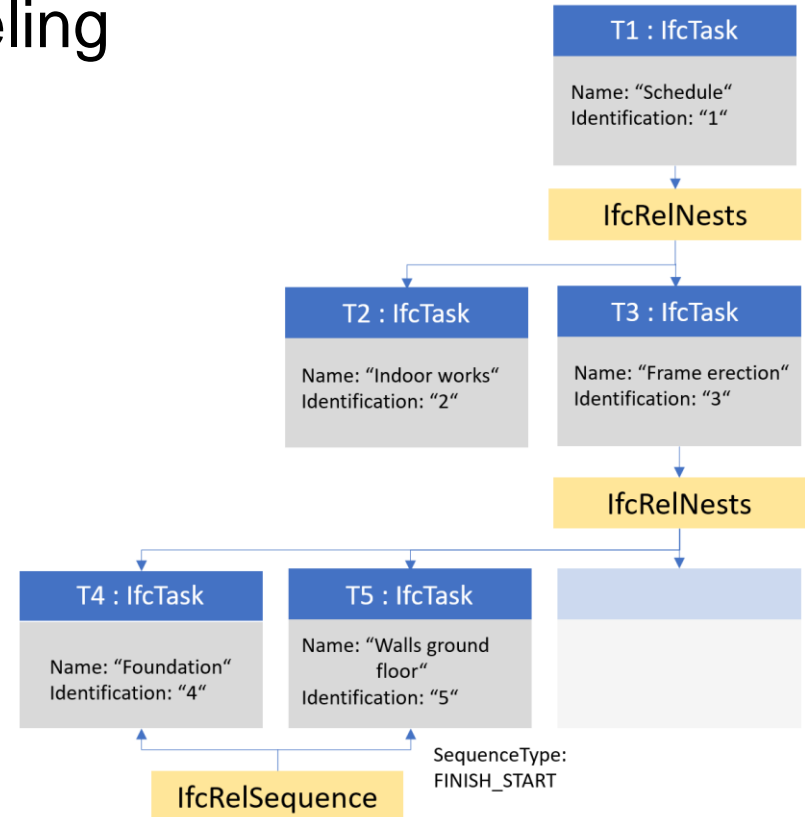 eling
T1 : IfcTask
Name: “Schedule“
Identification: “1“
IfcRelNests
T2 : IfcTask
Name: “Indoor works“
Identification: “2“
T3 : IfcTask
Name: “Frame erection“
Identification: “3“
IfcRelNests
T4 : IfcTask
Name: “Foundation“
Identification: “4“
T5 : IfcTask
Name: “Walls ground
floor“
Identification: “5“
SequenceType:
FINISH_START
IfcRelSequence